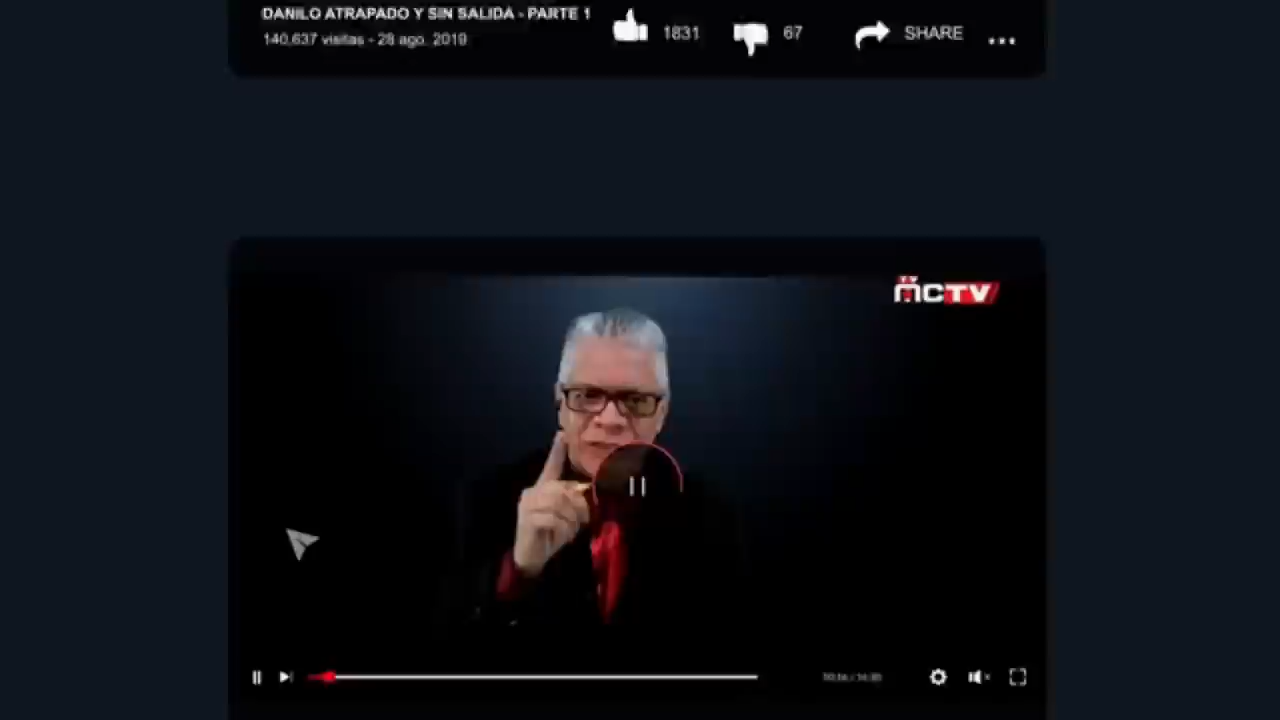 DANILO ATRAPADO Y SIN SALIDA - PARTE 1
140,637 visitas - 28 ago. 2019
1831
67
SHARE
MCTV